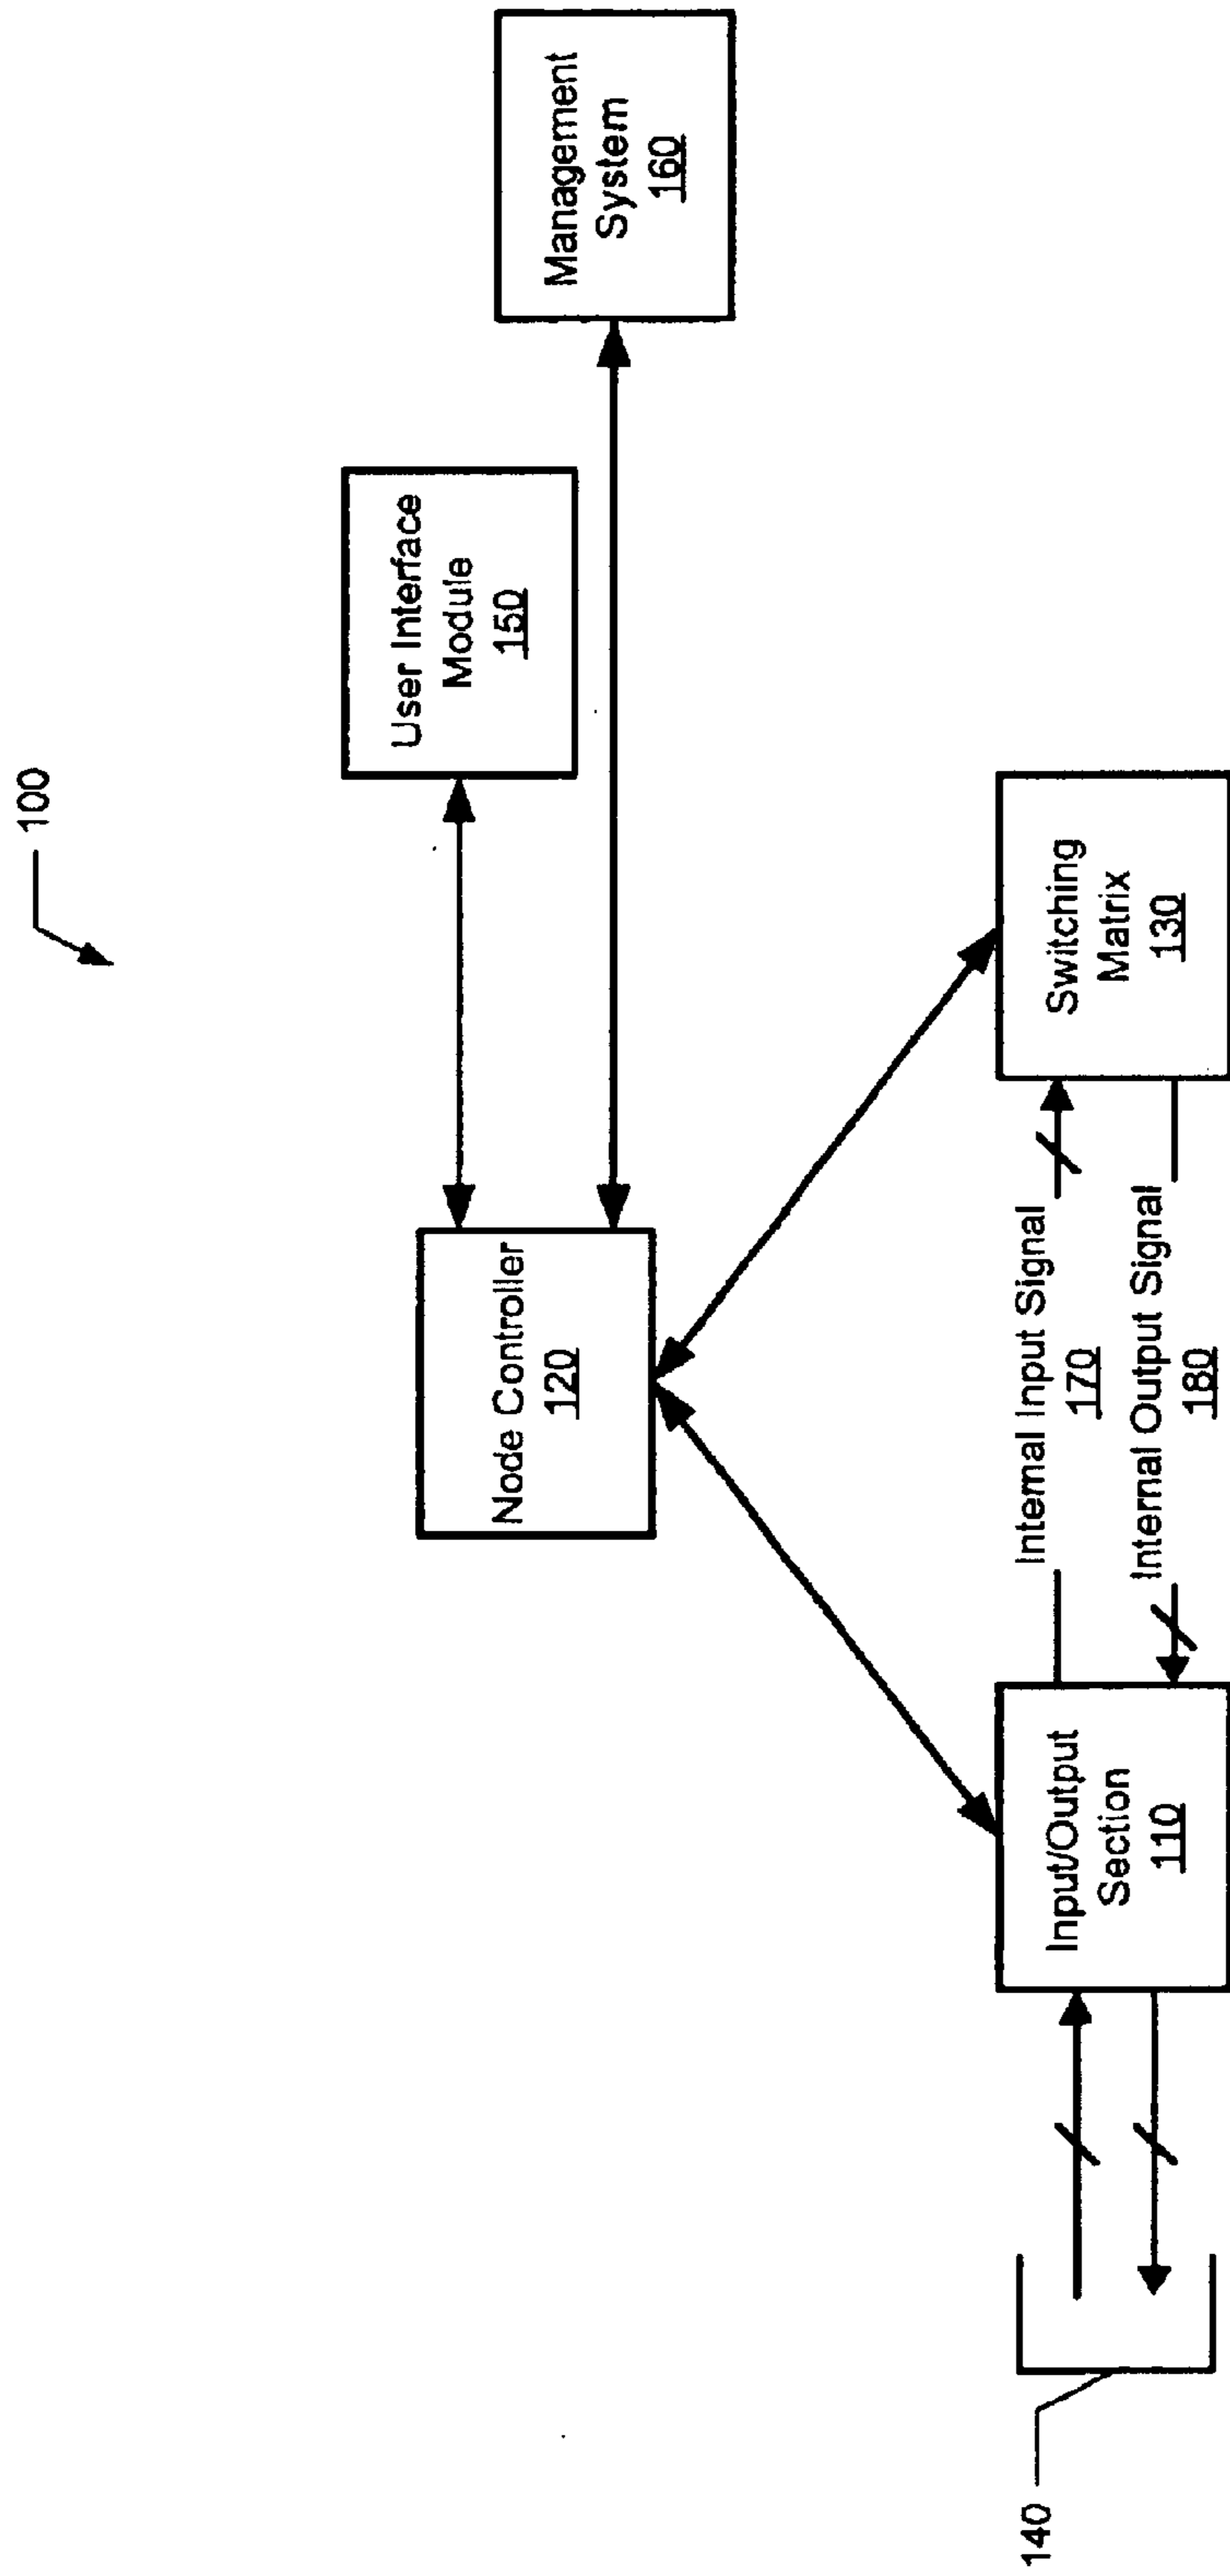 100
User Interface
Module
150
Management
System
160
Node Controller
120
Input/Output
Section
110
Internal Input Signal
170
Internal Output Signal
180
Switching
Matrix
130
140